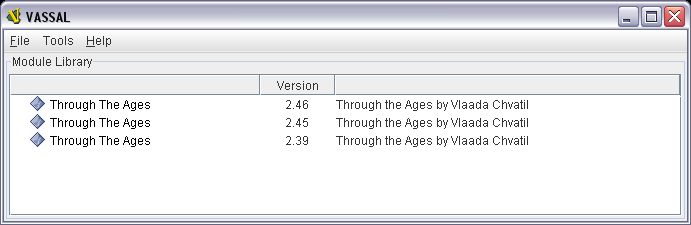 VASSAL
File Tools Help
Module Library
Version
Through The Ages 2.46 Through the Ages by Vlaada Chvatil
Through The Ages 2.45 Through the Ages by Vlaada Chvatil
Through The Ages 2.39 Through the Ages by Vlaada Chvatil